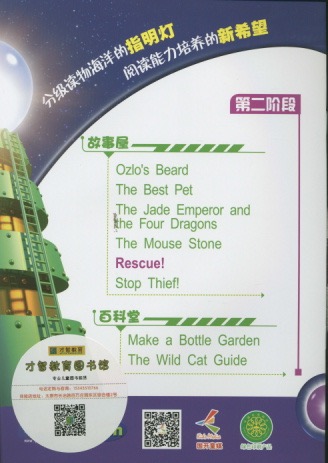 分级读物海洋的指明灯
阅读能力培养的新希望
第二阶段
故事屋
Ozlo's Beard
The Best Pet
The Jade Emperor and
the Four Dragons
The Mouse Stone
Rescue!
Stop Thief!
百科堂
Make a Bottle Garden
The Wild Cat Guide
才智教育图书馆